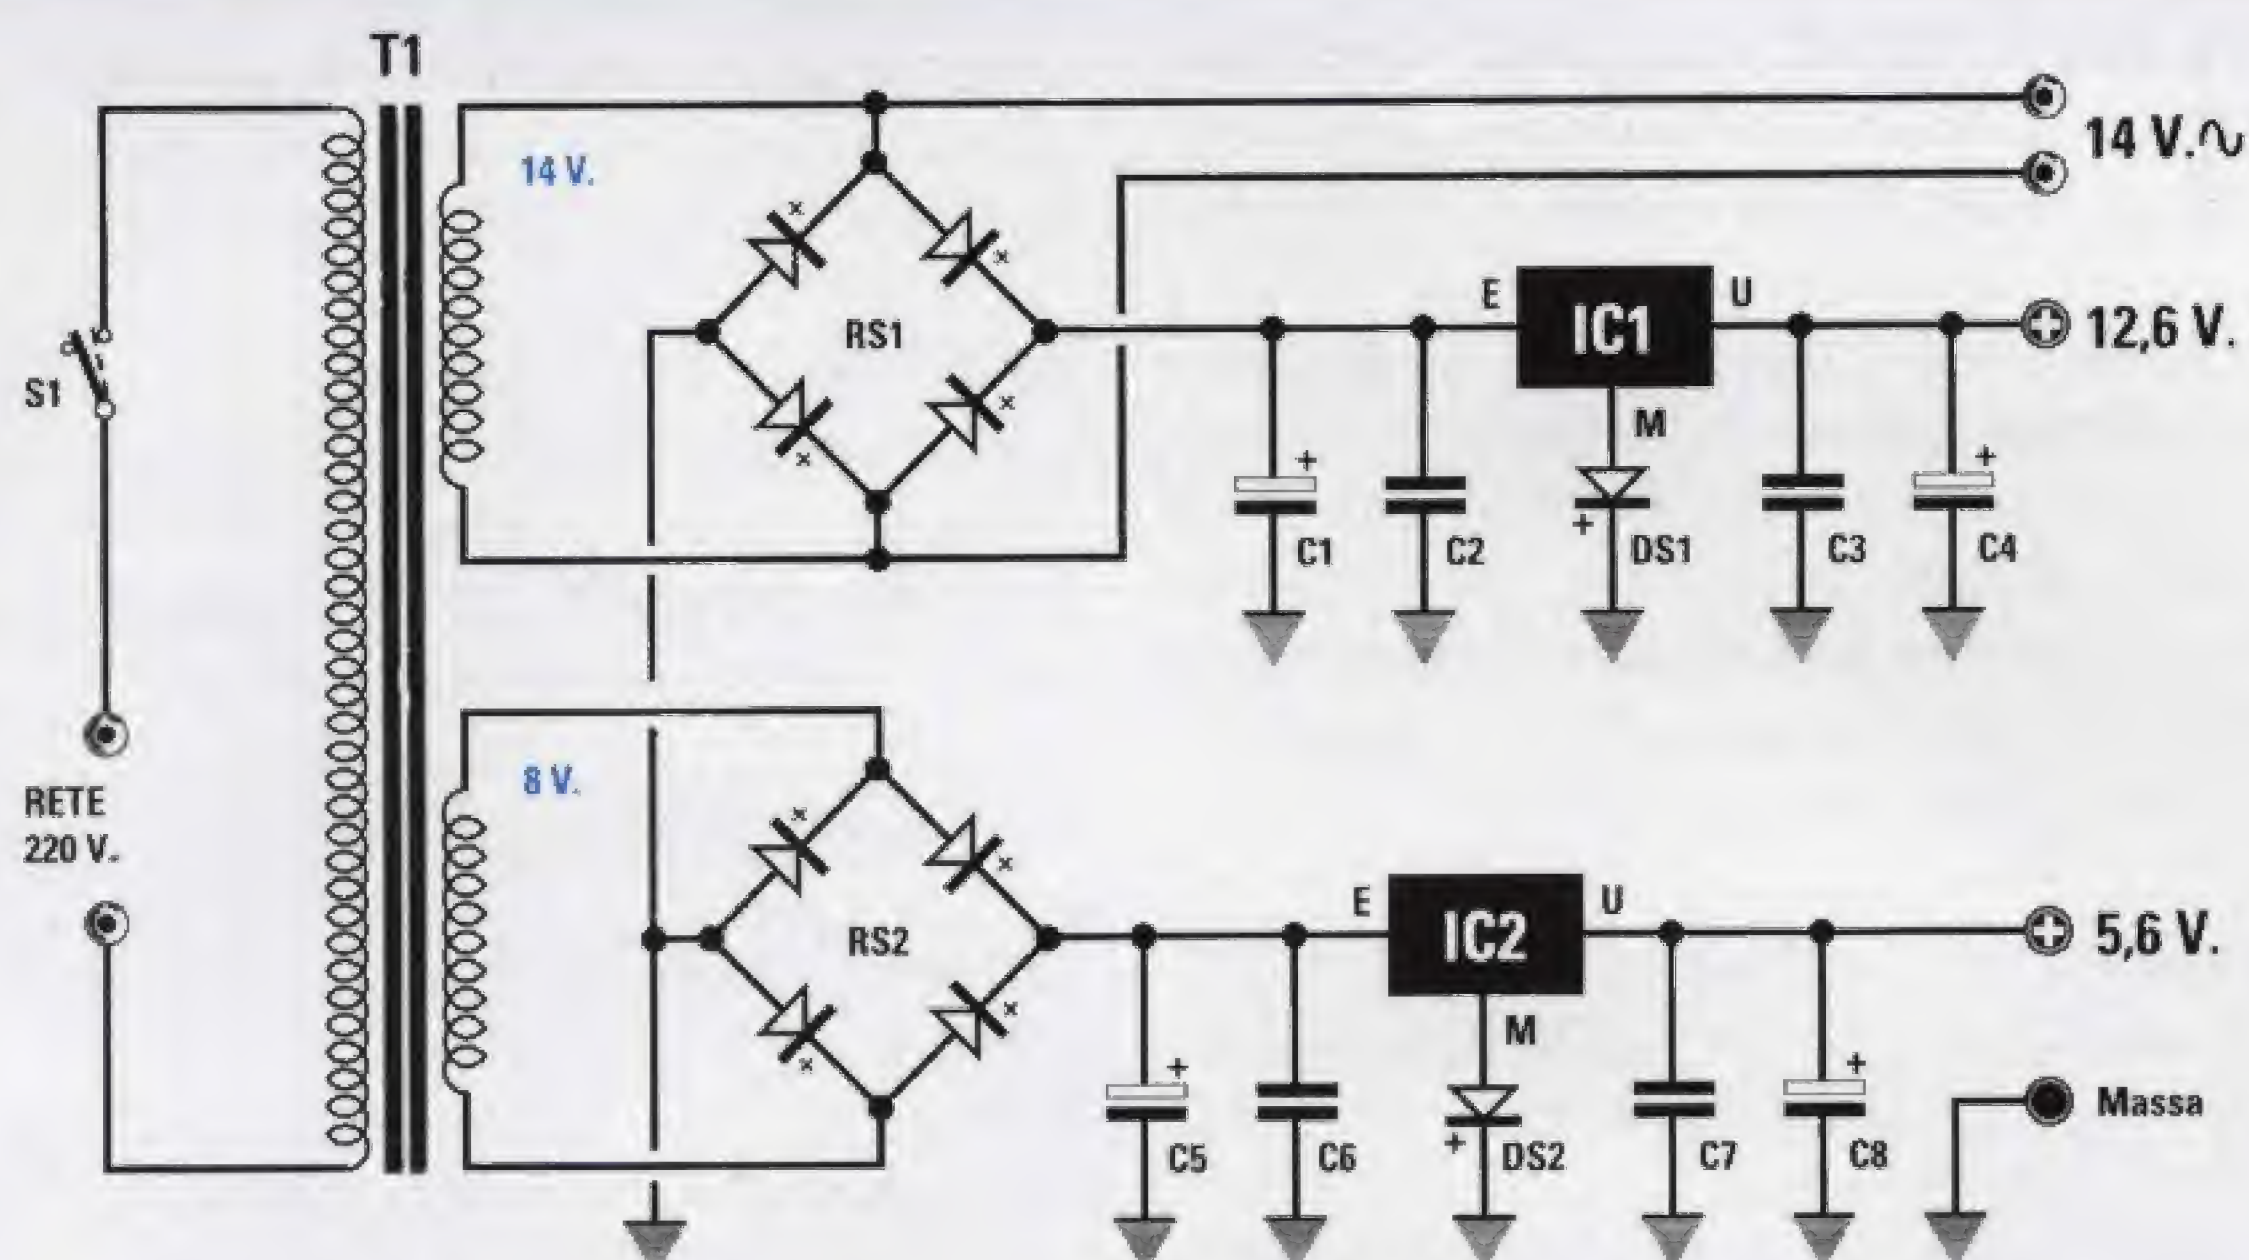 T1
14 V.
14 V.∿
RS1
E
IC1
U
12,6 V.
S1
M
+
+
+
C1
C2
DS1
C3
C4
8 V.
RETE
220 V.
RS2
E
IC2
U
5,6 V.
M
+
+
+
Massa
C5
C6
DS2
C7
C8